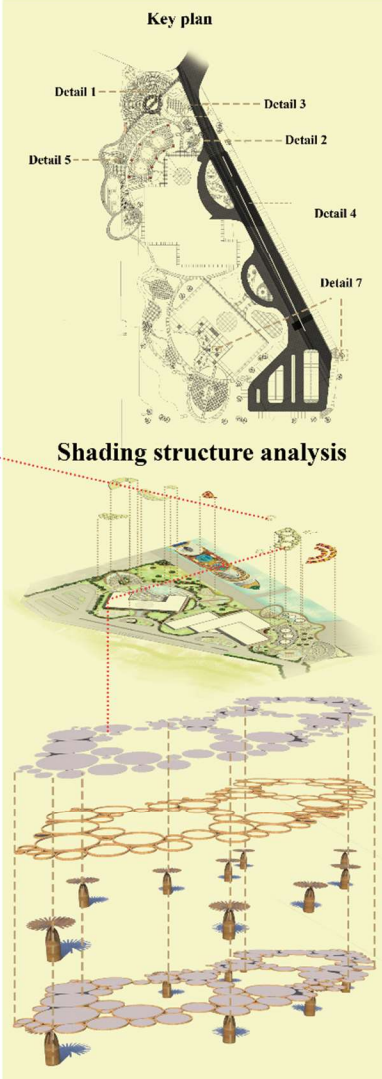 Key plan
Detail 1
Detail 3
Detail 2
Detail 5
Detail 4
Detail 7
Shading structure analysis